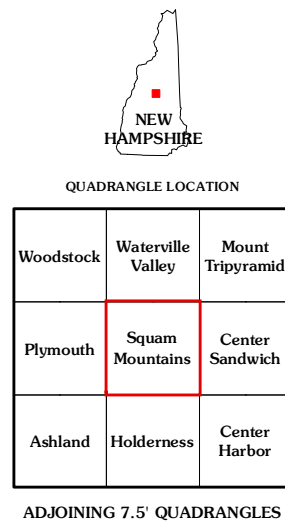 NEW
HAMPSHIRE
QUADRANGLE LOCATION
Woodstock
Waterville
Valley
Mount
Tripyramid
Plymouth
Squam
Mountains
Center
Sandwich
Ashland
Holderness
Center
Harbor
ADJOINING 7.5' QUADRANGLES